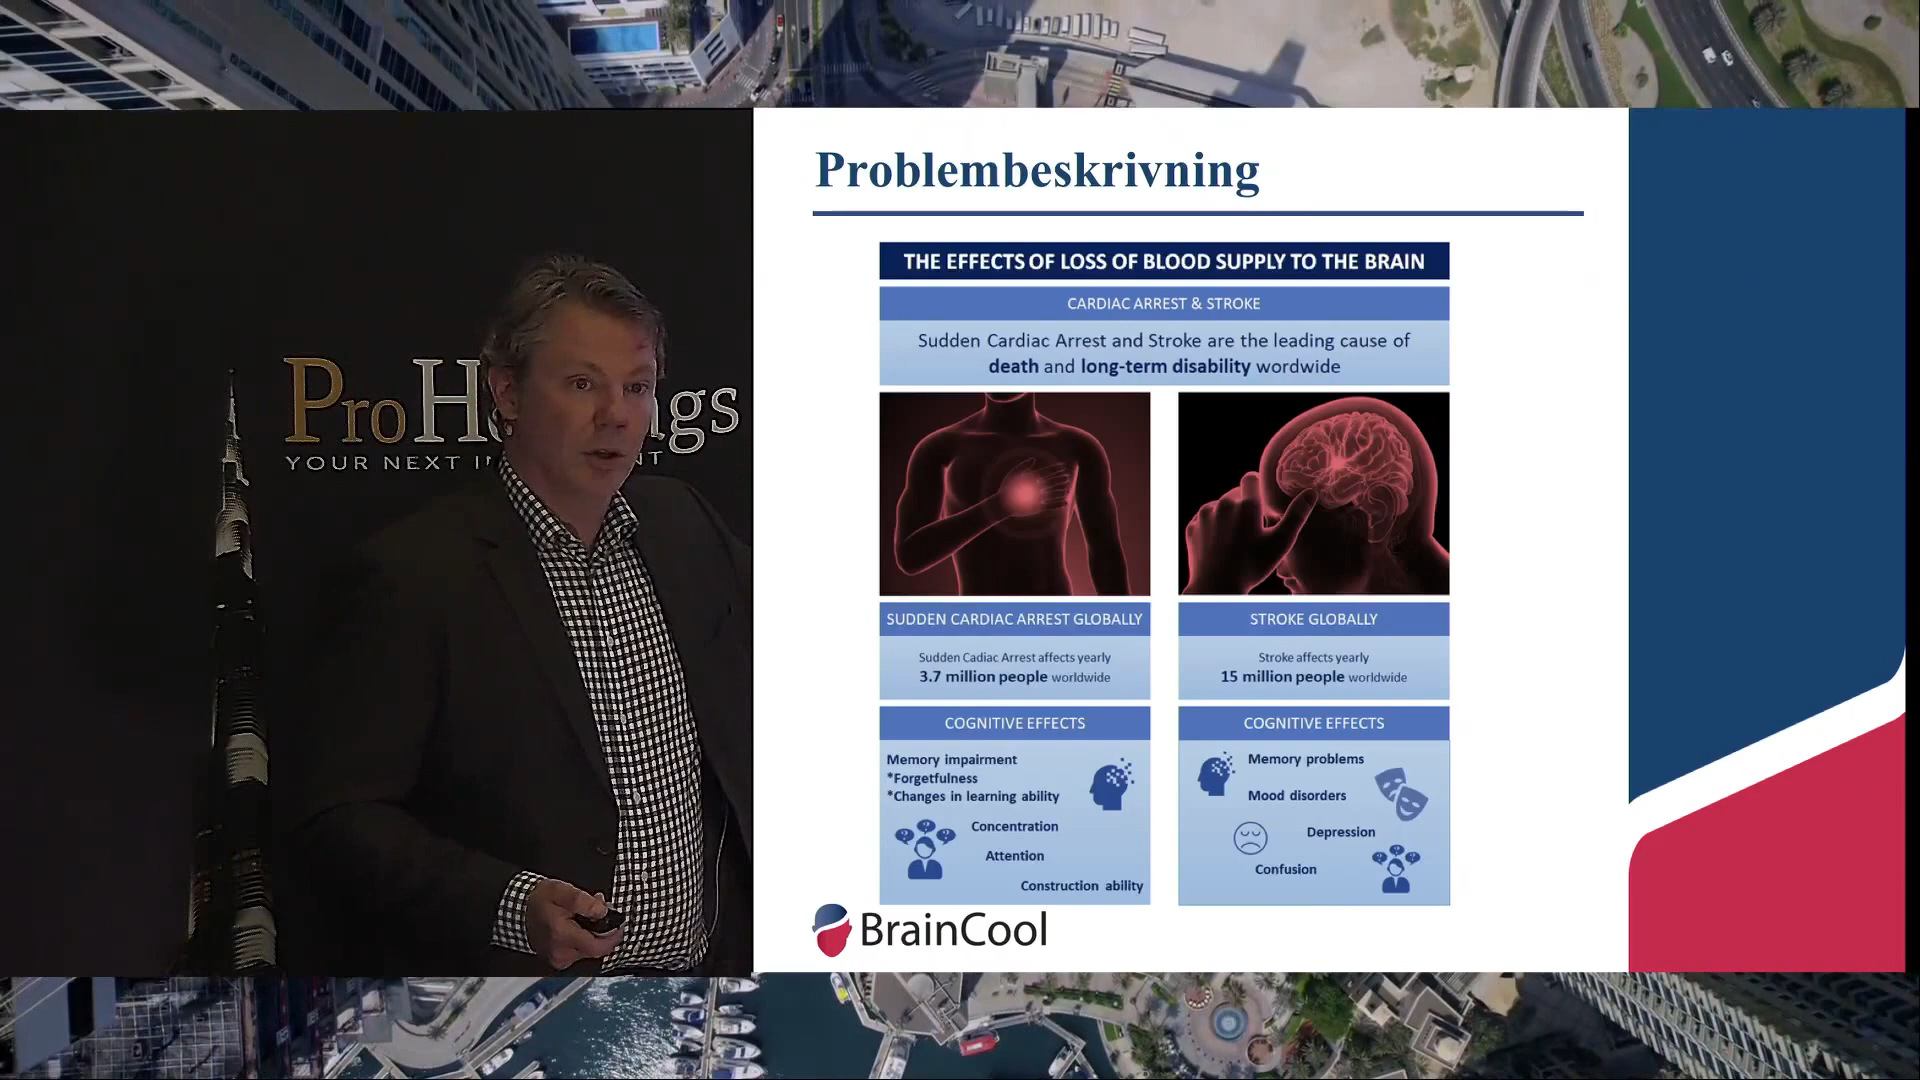 Pro H gs
YOUR NEXT NT
Problembeskrivning
THE EFFECTS OF LOSS OF BLOOD SUPPLY TO THE BRAIN
CARDIAC ARREST & STROKE
Sudden Cardiac Arrest and Stroke are the leading cause of
death and long-term disability wordwide
SUDDEN CARDIAC ARREST GLOBALLY
Sudden Cadiac Arrest affects yearly
3.7 million people worldwide
COGNITIVE EFFECTS
Memory impairment
*Forgetfulness
*Changes in learning ability
Concentration
Attention
Construction ability
STROKE GLOBALLY
Stroke affects yearly
15 million people worldwide
COGNITIVE EFFECTS
Memory problems
Mood disorders
Depression
Confusion
BrainCool